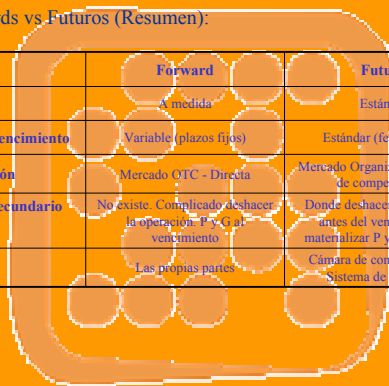 ds vs Futuros (Resumen):
Forward Futu
A medida Están
encimiento Variable (plazos fijos) Estándar (fe
ón Mercado OTC - Directa Mercado Organiz
de compe
ecundario No existe. Complicado deshacer Donde deshace
la operación. P y G al antes del ven
vencimiento materializar P y
Las propias partes Cámara de con
Sistema de